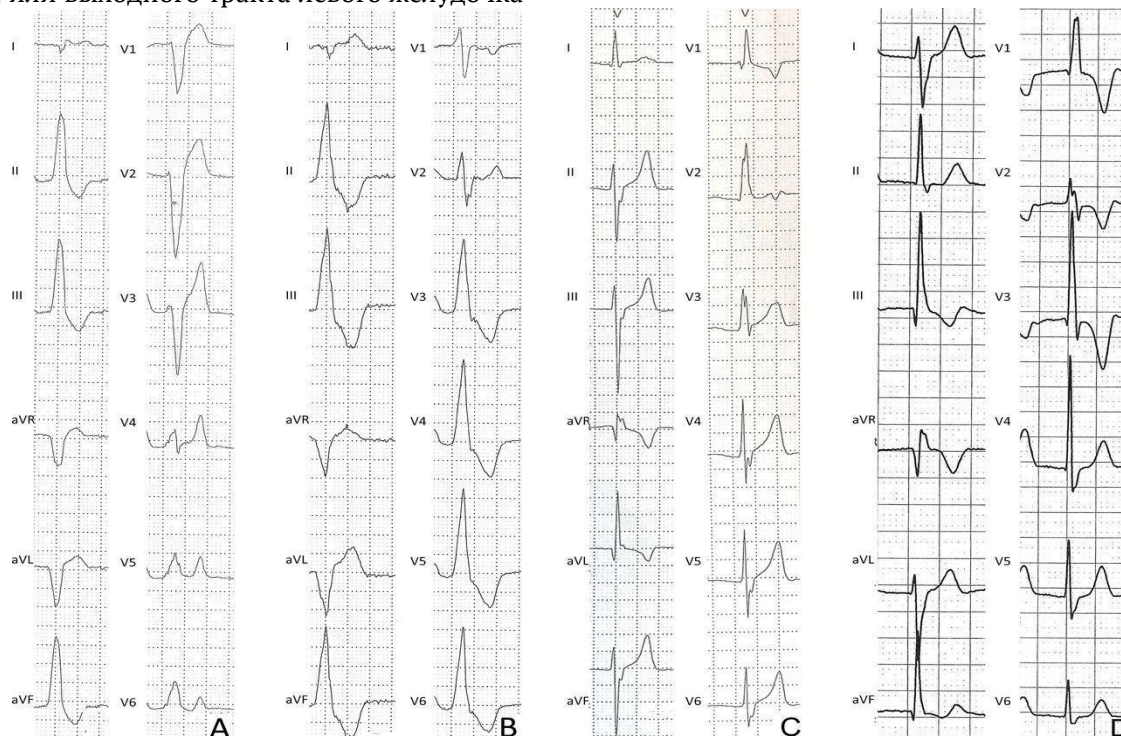 выходного тракта левого желудочка
I V1 I V1 I V1 I V1
II V2 II V2 II V2 II V2
III V3 III V3 III V3 III V3
aVR V4 aVR V4 aVR V4 aVR V4
aVL V5 aVL V5 aVL V5 aVL V5
aVF V6 aVF V6 aVF V6 aVF V6
A B C D